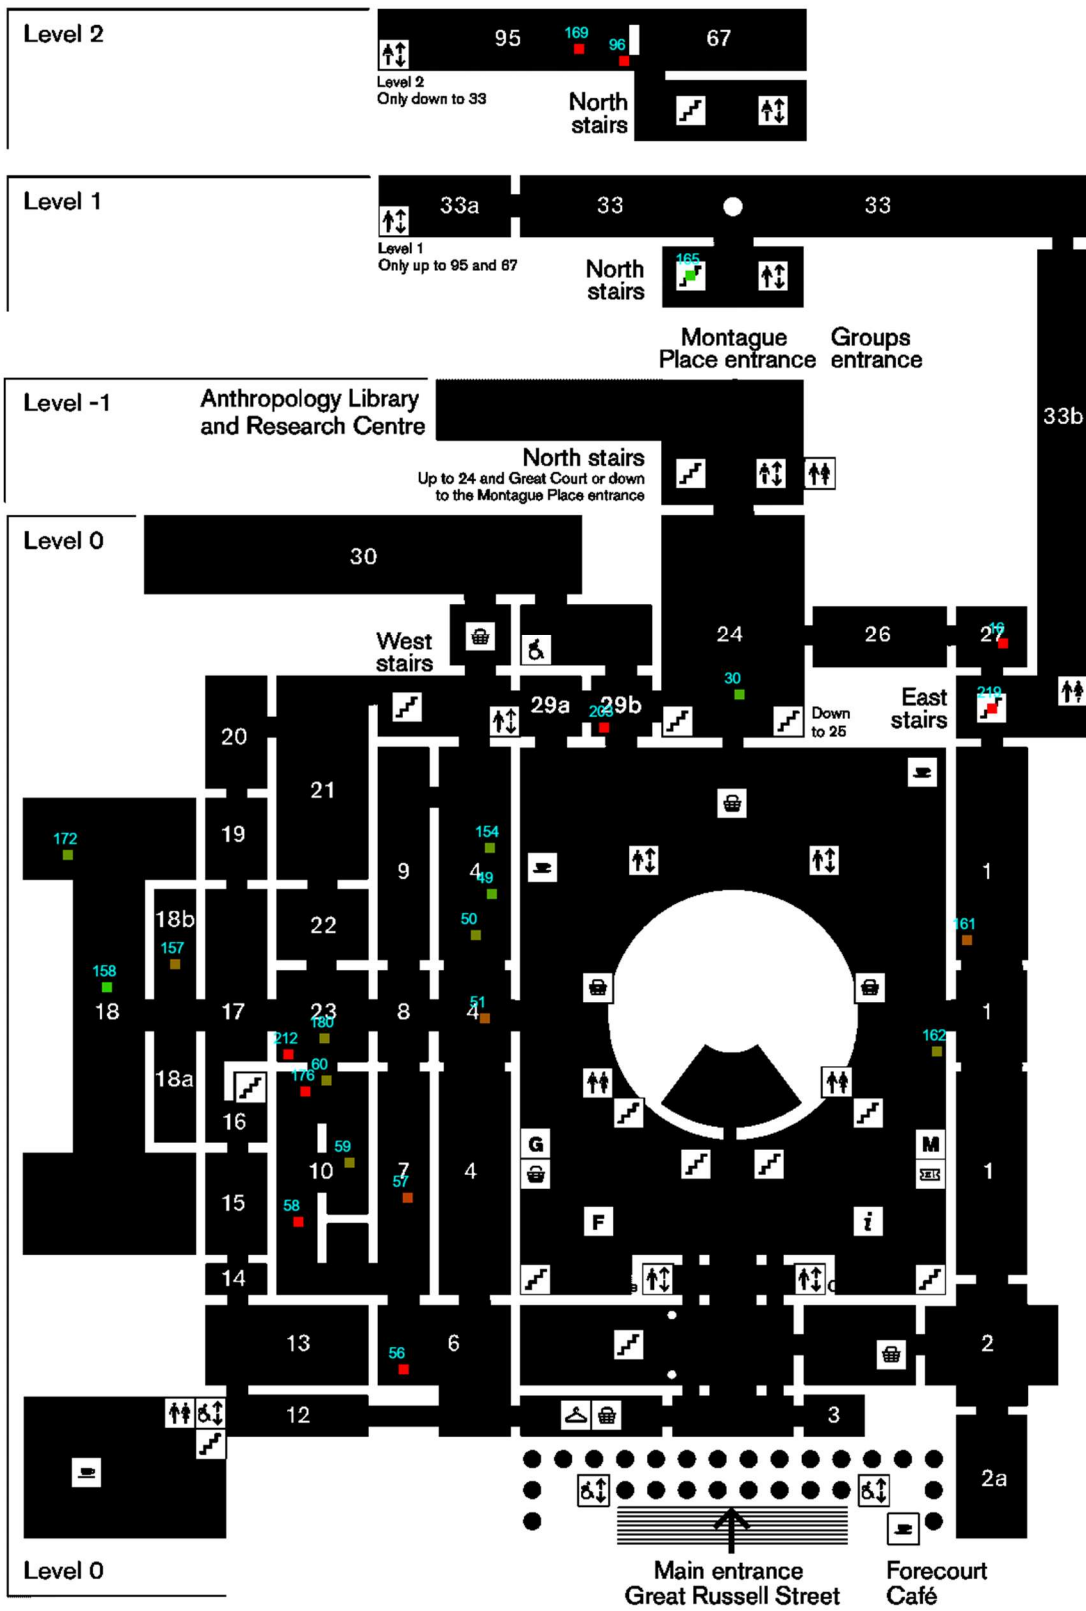 Level 2
95
169
96
67
Level 2
Only down to 33
North
stairs
Level 1
33a
33
33
Level 1
Only up to 95 and 67
North
stairs
165
Montague
Place entrance
Groups
entrance
Level -1
Anthropology Library
and Research Centre
North stairs
Up to 24 and Great Court or down
to the Montague Place entrance
33b
Level 0
30
West
stairs
24
30
26
27
219
East
stairs
29a
29b
203
Down
to 25
20
21
19
172
9
154
4
49
50
1
161
18b
157
22
158
18
17
23
180
212
8
51
4
1
162
60
176
18a
16
59
10
58
7
57
4
15
14
G
M
F
i
1
13
6
56
2
12
3
2a
Level 0
Main entrance
Great Russell Street
Forecourt
Café